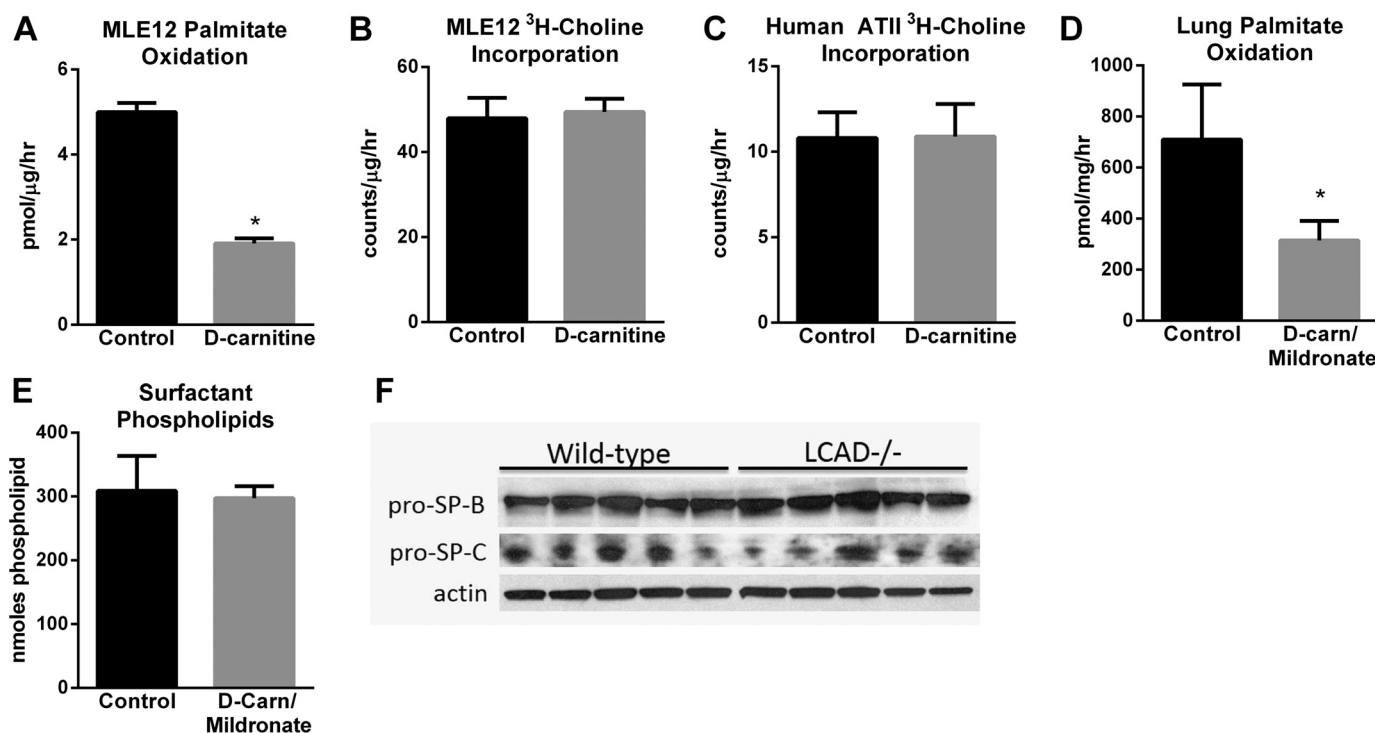 A
MLE12 Palmitate
Oxidation
pmol/μg/hr
6
4
2
0
*
Control
D-carnitine
B
MLE12 ³H-Choline
Incorporation
counts/μg/hr
60
40
20
0
Control
D-carnitine
C
Human ATII ³H-Choline
Incorporation
counts/μg/hr
15
10
5
0
Control
D-carnitine
D
Lung Palmitate
Oxidation
pmol/mg/hr
1000
800
600
400
200
0
*
Control
D-carn/
Mildronate
E
Surfactant
Phospholipids
nmoles phospholipid
400
300
200
100
0
Control
D-Carn/
Mildronate
F
Wild-type
LCAD-/-
pro-SP-B
pro-SP-C
actin